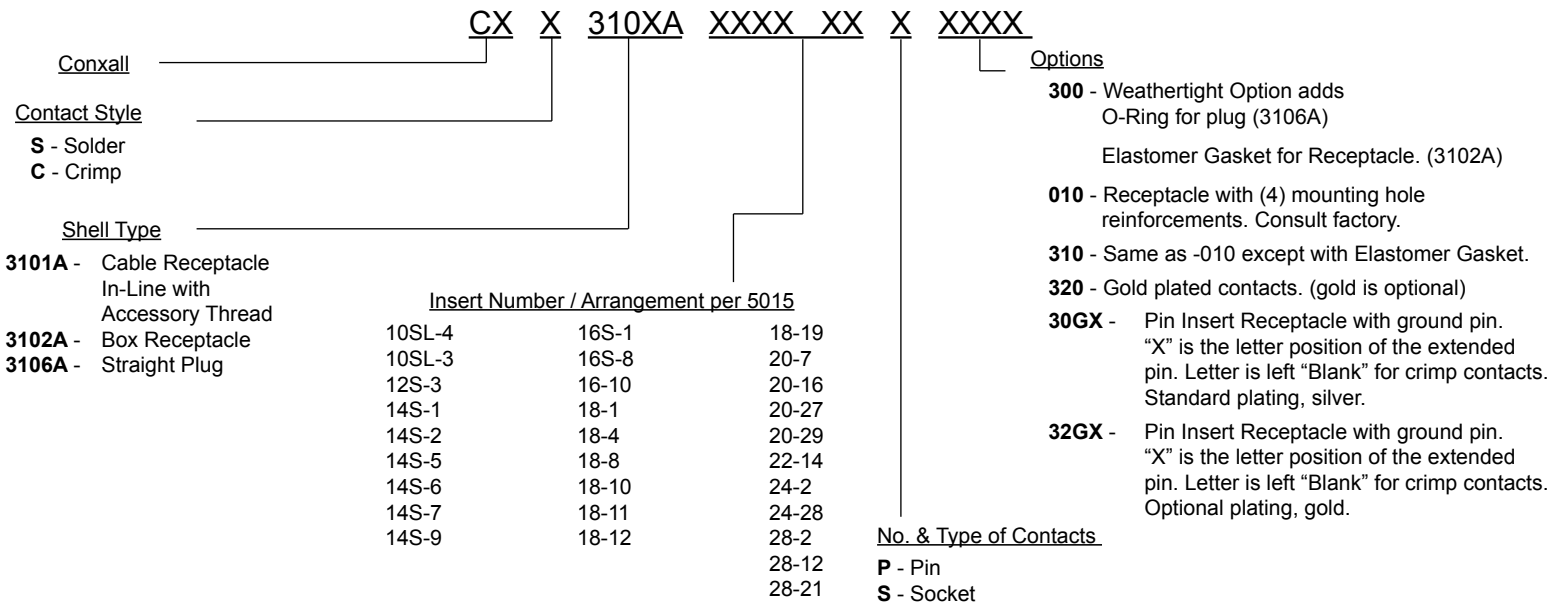 CX X 310XA XXXX XX X XXXX
Conxall
Contact Style
S - Solder
C - Crimp
Shell Type
3101A - Cable Receptacle
In-Line with
Accessory Thread
3102A - Box Receptacle
3106A - Straight Plug
Insert Number / Arrangement per 5015
10SL-4 16S-1 18-19
10SL-3 16S-8 20-7
12S-3 16-10 20-16
14S-1 18-1 20-27
14S-2 18-4 20-29
14S-5 18-8 22-14
14S-6 18-10 24-2
14S-7 18-11 24-28
14S-9 18-12 28-2
28-12
28-21
No. & Type of Contacts
P - Pin
S - Socket
Options
300 - Weathertight Option adds
O-Ring for plug (3106A)
Elastomer Gasket for Receptacle. (3102A)
010 - Receptacle with (4) mounting hole
reinforcements. Consult factory.
310 - Same as -010 except with Elastomer Gasket.
320 - Gold plated contacts. (gold is optional)
30GX - Pin Insert Receptacle with ground pin.
“X” is the letter position of the extended
pin. Letter is left “Blank” for crimp contacts.
Standard plating, silver.
32GX - Pin Insert Receptacle with ground pin.
“X” is the letter position of the extended
pin. Letter is left “Blank” for crimp contacts.
Optional plating, gold.